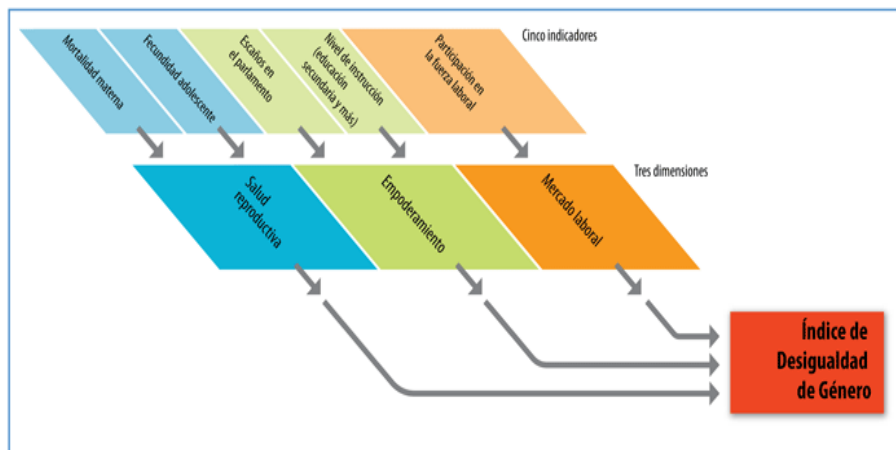 Cinco indicadores
Mortalidad materna
Fecundidad adolescente
Escaños en
el parlamento
Nivel de instrucción
(educación
secundaria y más)
Participación en
la fuerza laboral
Tres dimensiones
Salud
reproductiva
Empoderamiento
Mercado laboral
Índice de
Desigualdad
de Género